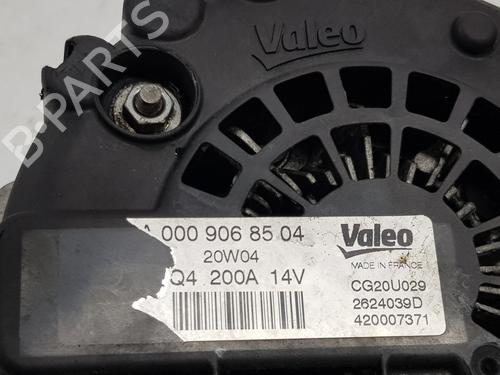 B-PARTS
Valeo
A 000 906 85 04
20W04
Q4 200A 14V
Valeo
MADE IN FRANCE
CG20U029
2624039D
420007371